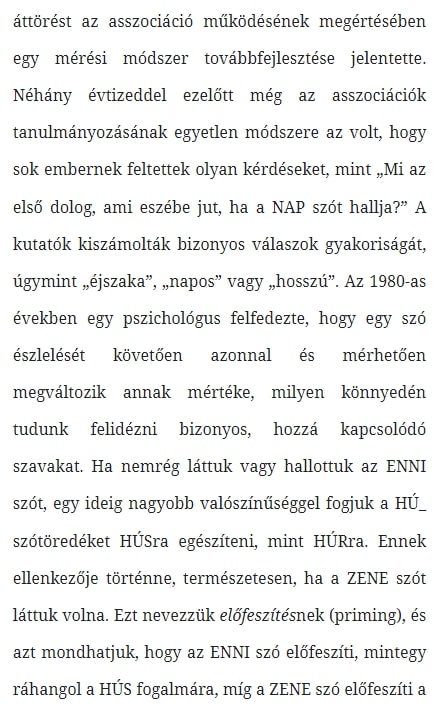 áttörést az asszociáció működésének megértésében
egy mérési módszer továbbfejlesztése jelentette.
Néhány évtizeddel ezelőtt még az asszociációk
tanulmányozásának egyetlen módszere az volt, hogy
sok embernek feltettek olyan kérdéseket, mint „Mi az
első dolog, ami eszébe jut, ha a NAP szót hallja?” A
kutatók kiszámolták bizonyos válaszok gyakoriságát,
úgymint „éjszaka”, „napos” vagy „hosszú”. Az 1980-as
években egy pszichológus felfedezte, hogy egy szó
észlelését követően azonnal és mérhetően
megváltozik annak mértéke, milyen könnyedén
tudunk felidézni bizonyos, hozzá kapcsolódó
szavakat. Ha nemrég láttuk vagy hallottuk az ENNI
szót, egy ideig nagyobb valószínűséggel fogjuk a HÚ_
szótöredéket HÚSra egészíteni, mint HÚRra. Ennek
ellenkezője történne, természetesen, ha a ZENE szót
láttuk volna. Ezt nevezzük előfeszítésnek (priming), és
azt mondhatjuk, hogy az ENNI szó előfeszíti, mintegy
ráhangol a HÚS fogalmára, míg a ZENE szó előfeszíti a